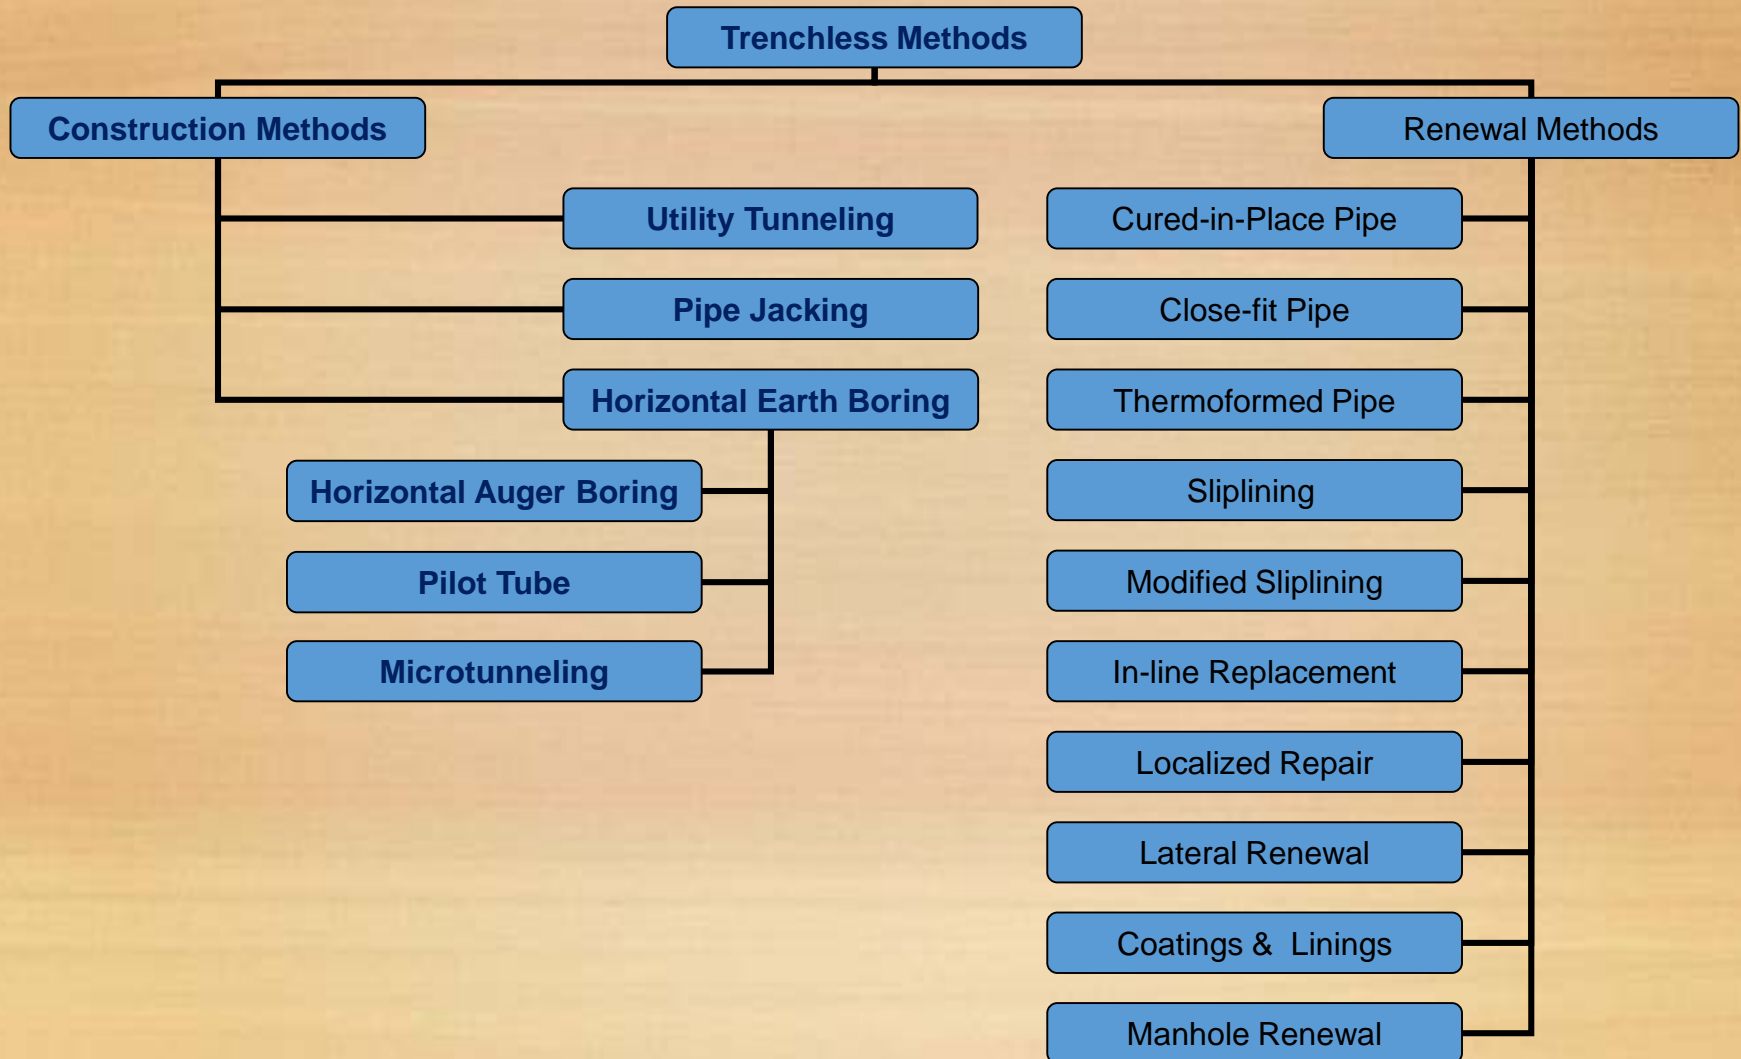 Trenchless Methods
Construction Methods
Renewal Methods
Utility Tunneling
Cured-in-Place Pipe
Pipe Jacking
Close-fit Pipe
Horizontal Earth Boring
Thermoformed Pipe
Horizontal Auger Boring
Sliplining
Pilot Tube
Modified Sliplining
Microtunneling
In-line Replacement
Localized Repair
Lateral Renewal
Coatings &  Linings
Manhole Renewal